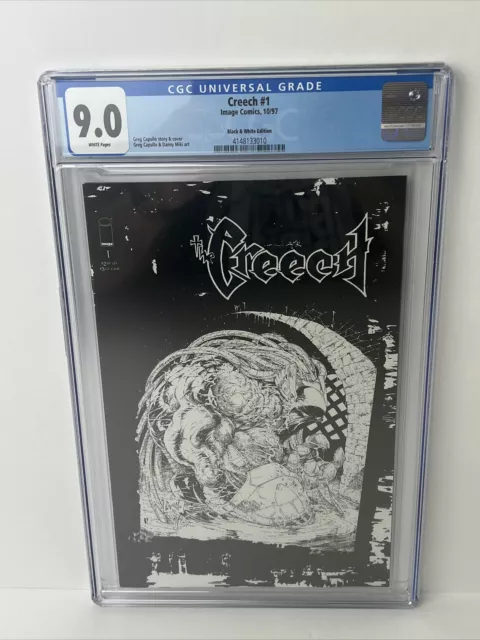 CGC UNIVERSAL GRADE
9.0
WHITE Pages
Creech #1
Image Comics, 10/97
Black & White Edition
Greg Capullo story & cover
Greg Capullo & Danny Miki art
4148133010
the Creech
1